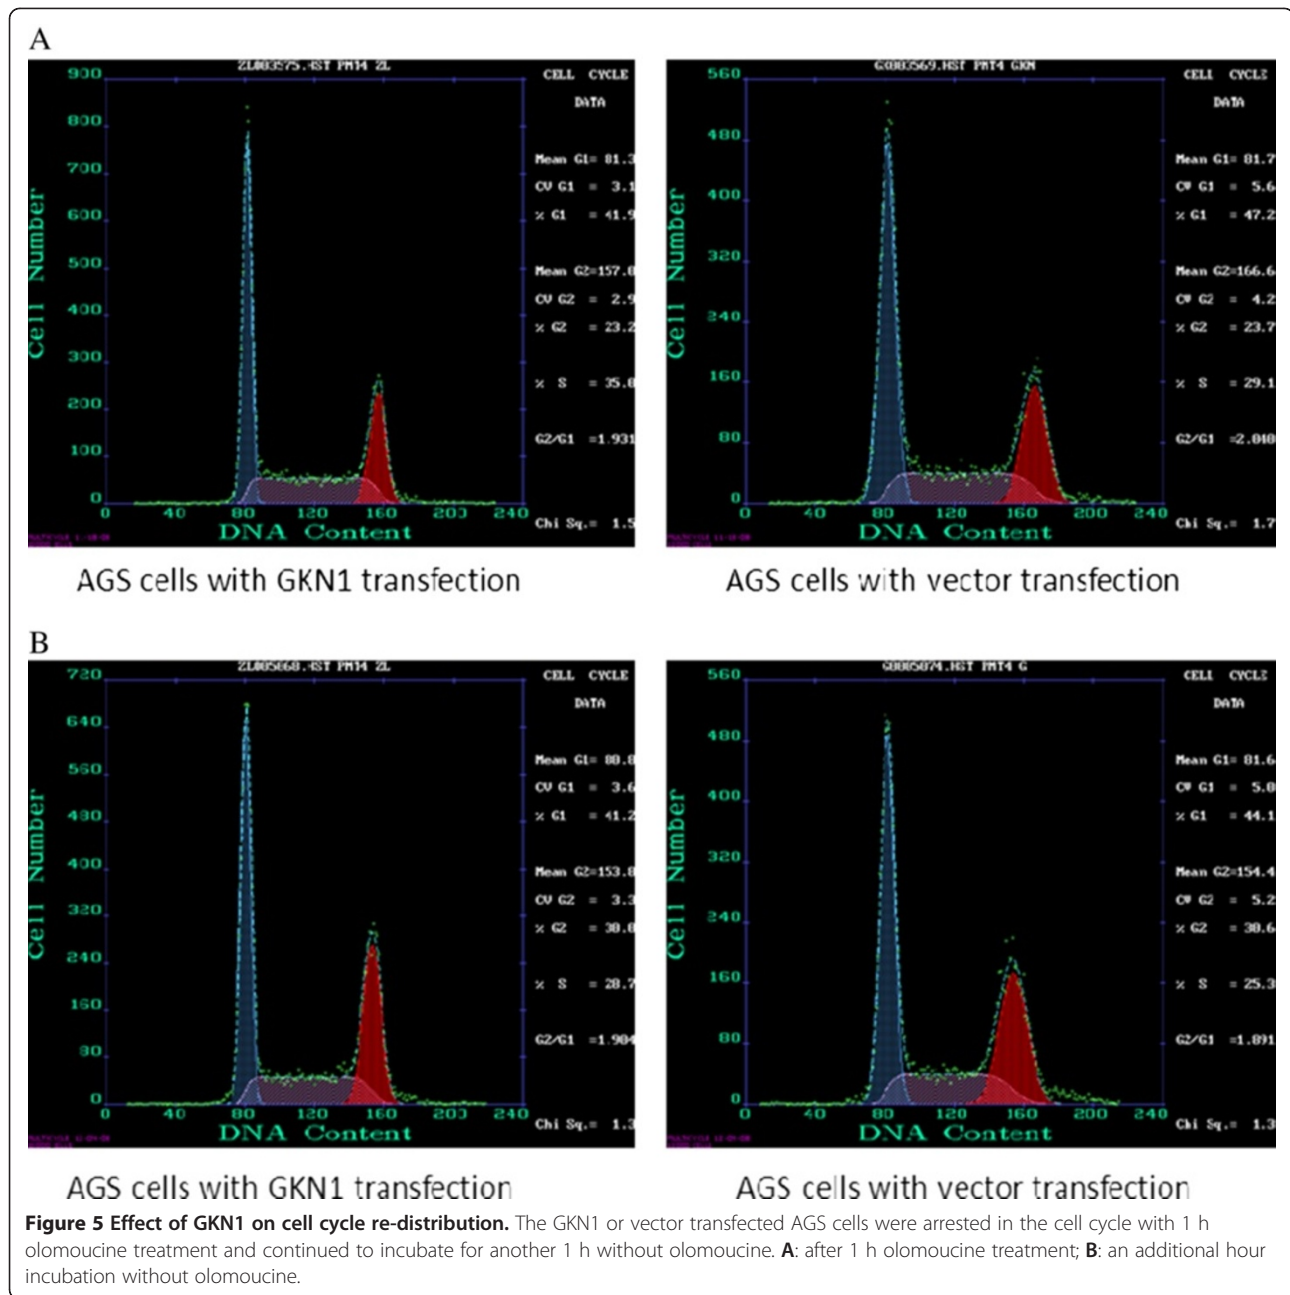 A
ZL083575.HST PMT4 ZL
CELL CYCLE
DATA
900
800
700
600
500
400
300
200
100
0
Cell Number
0 40 80 120 160 200 240
DNA Content
Mean G1= 81.3
CV G1 = 3.1
% G1 = 41.9
Mean G2=157.0
CV G2 = 2.9
% G2 = 23.2
% S = 35.0
G2/G1 =1.931
Chi Sq.= 1.5
AGS cells with GKN1 transfection
PMT4 GKN
CELL CYCLE
DATA
560
480
400
320
240
160
80
0
Cell Number
0 40 80 120 160 200 240
DNA Content
Mean G1= 81.7
CV G1 = 5.6
% G1 = 47.2
Mean G2=166.6
CV G2 = 4.2
% G2 = 23.7
% S = 29.1
G2/G1 =2.040
Chi Sq.= 1.7
AGS cells with vector transfection
B
PMT4 ZL
CELL CYCLE
DATA
720
640
560
480
400
320
240
160
80
0
Cell Number
0 40 80 120 160 200 240
DNA Content
Mean G1=
CV G1 = 3.6
% G1 = 41.2
Mean G2=153.8
CV G2 = 3.3
% G2 =
% S = 28.7
G2/G1 =1.904
Chi Sq.= 1.3
AGS cells with GKN1 transfection
PMT4 G
CELL CYCLE
DATA
560
480
400
320
240
160
80
0
Cell Number
0 40 80 120 160 200 240
DNA Content
Mean G1= 81.6
CV G1 =
% G1 = 44.1
Mean G2=154.4
CV G2 = 5.2
% G2 = 30.6
% S = 25.3
G2/G1 =1.891
Chi Sq.= 1.3
AGS cells with vector transfection
Figure 5 Effect of GKN1 on cell cycle re-distribution. The GKN1 or vector transfected AGS cells were arrested in the cell cycle with 1 h
olomoucine treatment and continued to incubate for another 1 h without olomoucine. A: after 1 h olomoucine treatment; B: an additional hour
incubation without olomoucine.